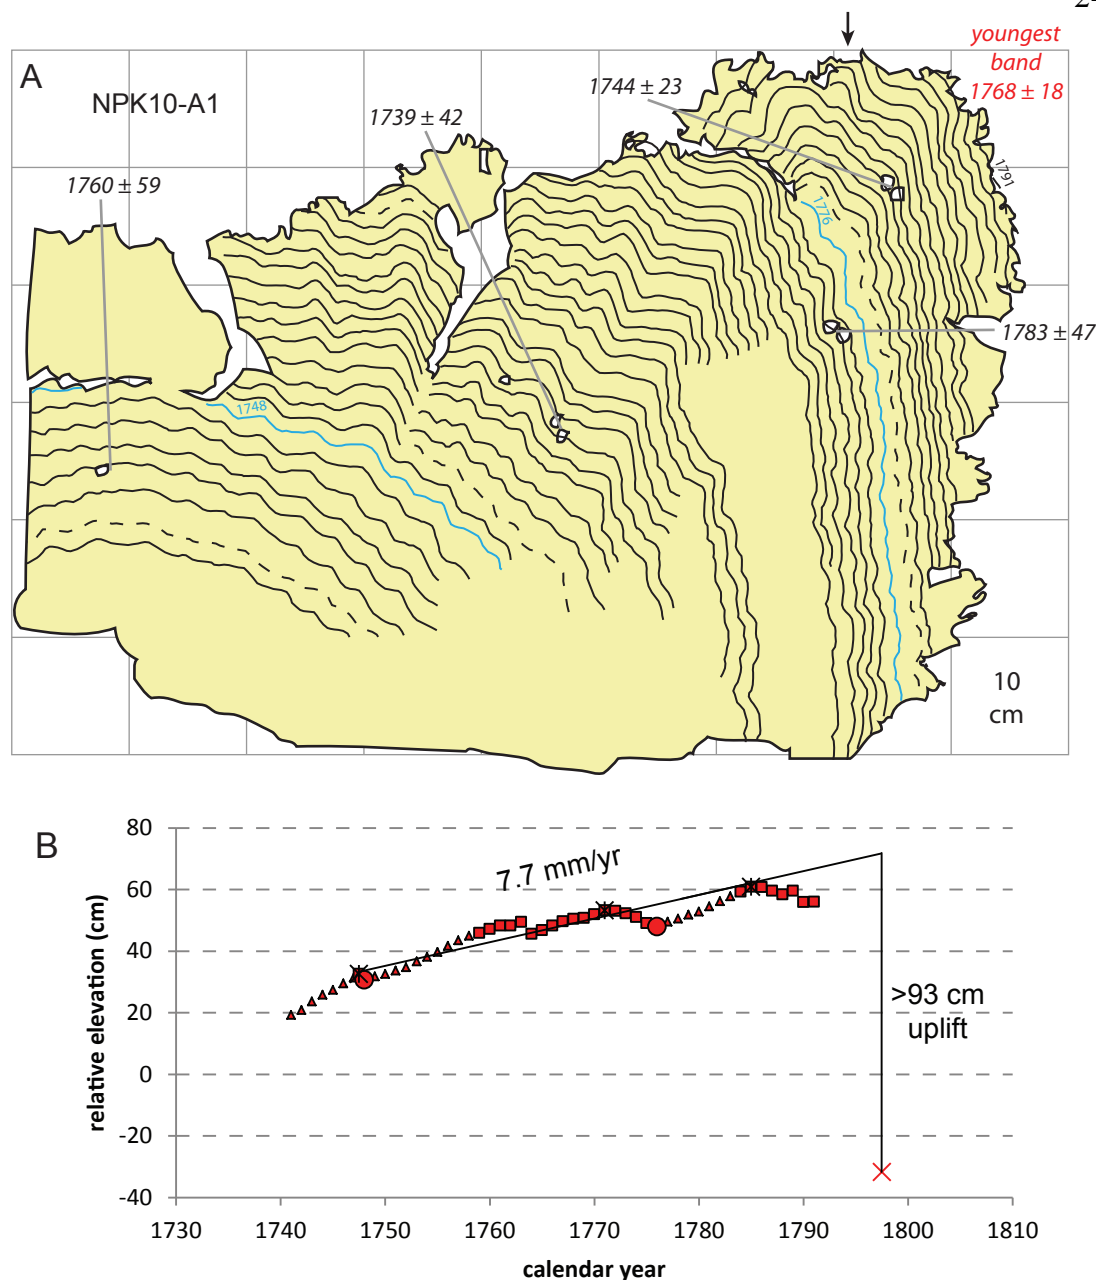 A
NPK10-A1
youngest
band
1768 ± 18
1744 ± 23
1739 ± 42
1760 ± 59
1791
1776
1783 ± 47
1748
10
cm
B
80
60
40
20
0
-20
-40
relative elevation (cm)
7.7 mm/yr
>93 cm
uplift
1730 1740 1750 1760 1770 1780 1790 1800 1810
calendar year